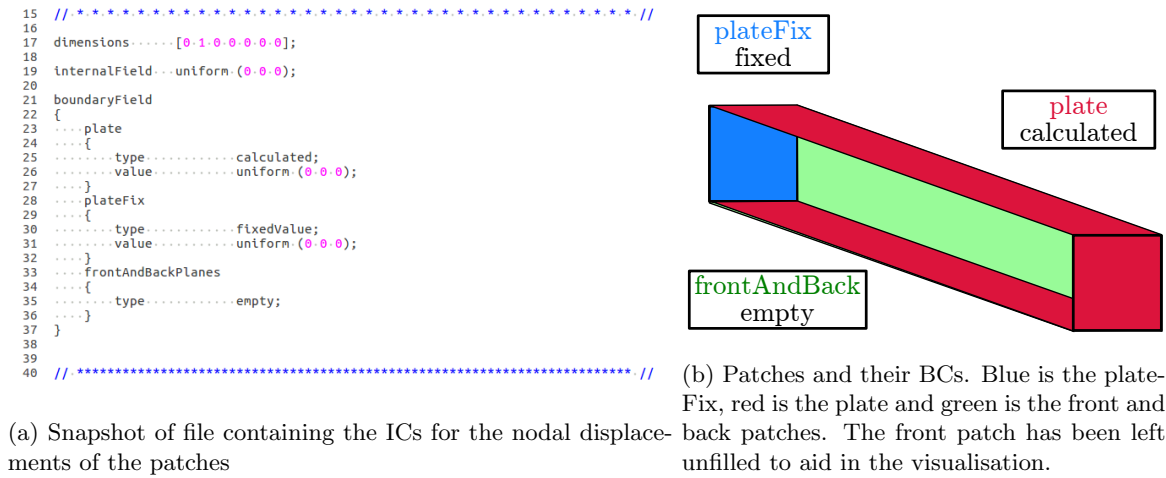 15 // * * * * * * * * * * * * * * * * * * * * * * * * * * * * * * * * * * * * * //
16
17 dimensions      [0 1 0 0 0 0 0];
18
19 internalField   uniform (0 0 0);
20
21 boundaryField
22 {
23     plate
24     {
25         type            calculated;
26         value           uniform (0 0 0);
27     }
28     plateFix
29     {
30         type            fixedValue;
31         value           uniform (0 0 0);
32     }
33     frontAndBackPlanes
34     {
35         type            empty;
36     }
37 }
38
39
40 // ************************************************************************* //
(a) Snapshot of file containing the ICs for the nodal displace-
ments of the patches
plateFix
fixed
plate
calculated
frontAndBack
empty
(b) Patches and their BCs. Blue is the plate-
Fix, red is the plate and green is the front and
back patches. The front patch has been left
unfilled to aid in the visualisation.